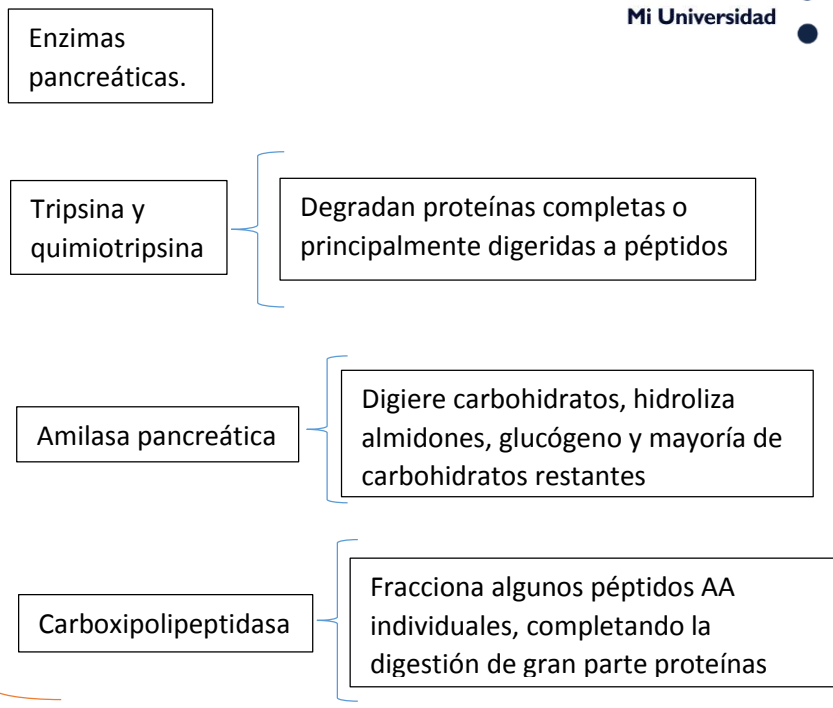 Mi Universidad
Enzimas
pancreáticas.
Tripsina y
quimiotripsina
Degradan proteínas completas o
principalmente digeridas a péptidos
Amilasa pancreática
Digiere carbohidratos, hidroliza
almidones, glucógeno y mayoría de
carbohidratos restantes
Carboxipolipeptidasa
Fracciona algunos péptidos AA
individuales, completando la
digestión de gran parte proteínas